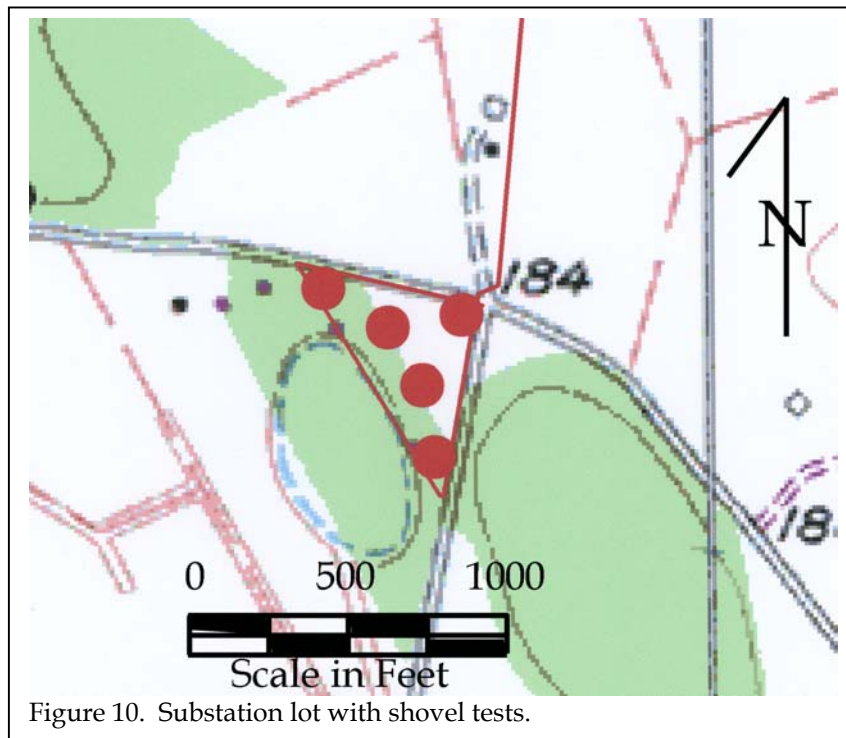 184
N
18
0 500 1000
Scale in Feet
Figure 10. Substation lot with shovel tests.